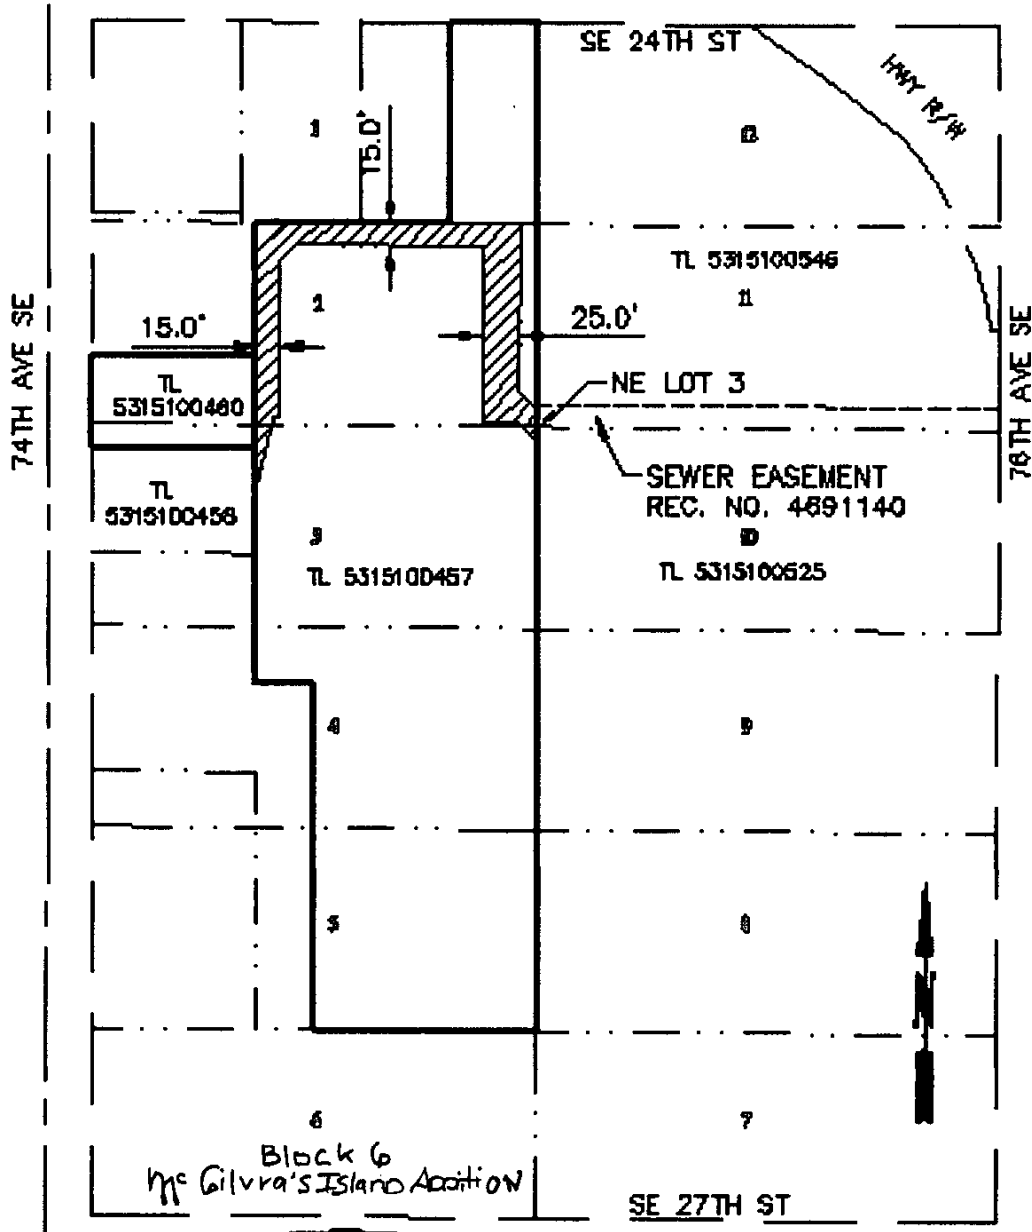 SE 24TH ST
HWY R/W
1
12
15.0'
TL 5315100546
2
11
15.0'
25.0'
74TH AVE SE
76TH AVE SE
NE LOT 3
TL
5315100460
SEWER EASEMENT
REC. NO. 4691140
TL
5315100458
3
10
TL 5315100457
TL 5315100525
4
9
5
8
N
6
7
Block 6
Mc Gilvra's Island Addition
SE 27TH ST